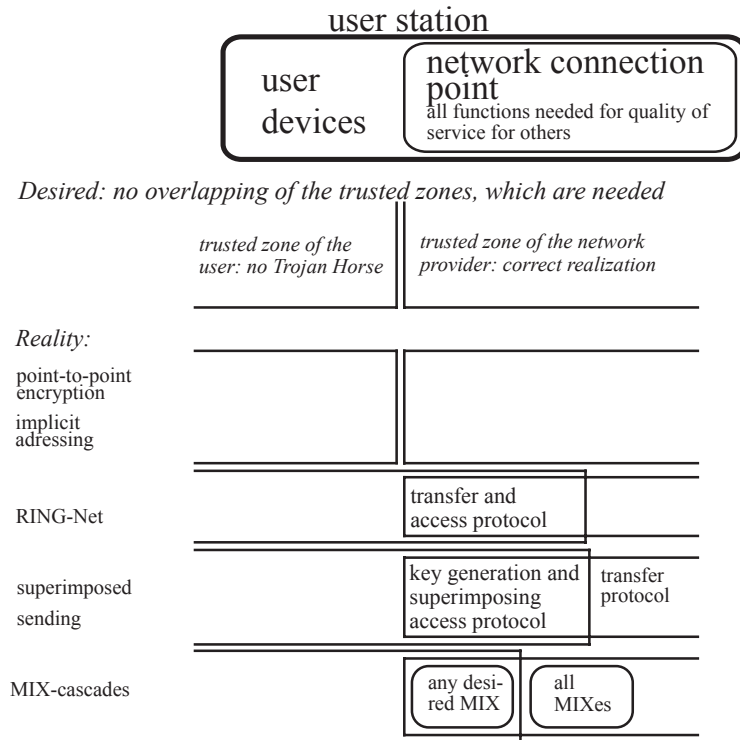 user station
user
devices
network connection
point
all functions needed for quality of
service for others
Desired: no overlapping of the trusted zones, which are needed
trusted zone of the
user: no Trojan Horse
trusted zone of the network
provider: correct realization
Reality:
point-to-point
encryption
implicit
adressing
RING-Net
transfer and
access protocol
superimposed
sending
key generation and
superimposing
access protocol
transfer
protocol
MIX-cascades
any desi-
red MIX
all
MIXes